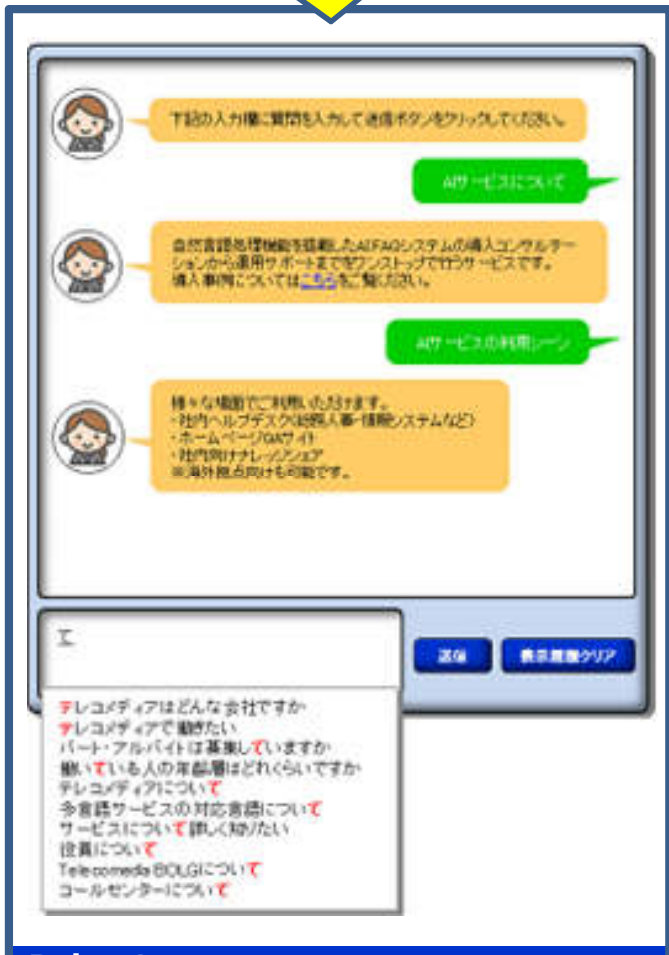 下記の入力欄に質問を入力して送信ボタンをクリックしてください。
AIサービスについて
自然言語処理機能を搭載したAIFAQシステムの導入コンサルテー
ションから運用サポートまでをワンストップで行うサービスです。
導入事例についてはこちらをご覧ください。
AIサービスの利用シーン
様々な場面でご利用いただけます。
・社内ヘルプデスク(総務人事・情報システムなど)
・ホームページQAサイト
・社内向けナレッジシェア
※海外拠点向けも可能です。
て
送信
表示履歴クリア
テレコメディアはどんな会社ですか
テレコメディアで働きたい
パート・アルバイトは募集していますか
働いている人の年齢層はどれくらいですか
テレコメディアについて
多言語サービスの対応言語について
サービスについて詳しく知りたい
役員について
Telecomedia BOLGについて
コールセンターについて